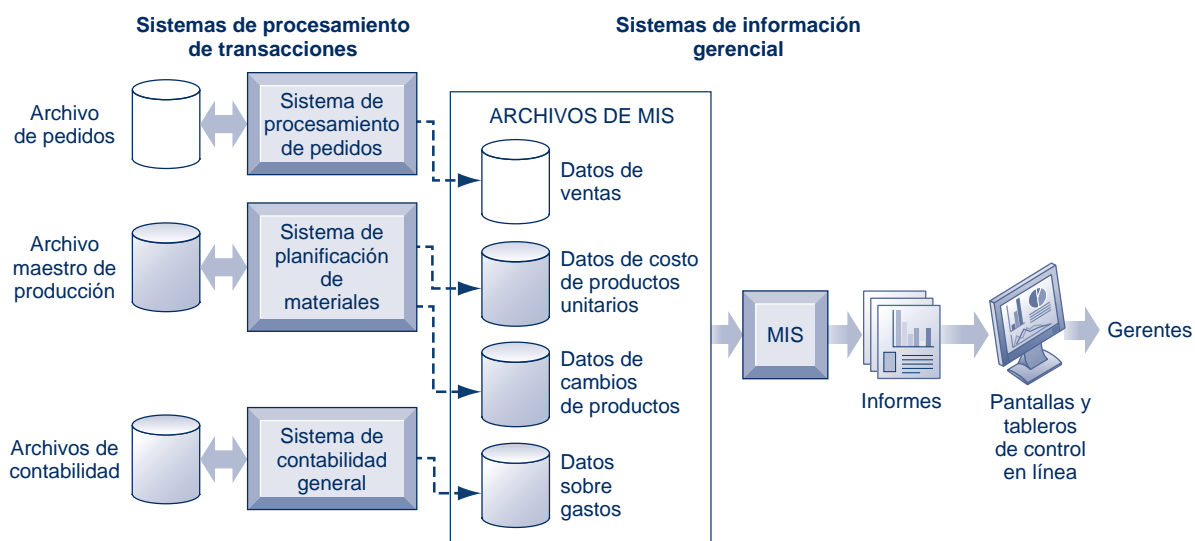 Sistemas de procesamiento
de transacciones
Sistemas de información
gerencial
Archivo
de pedidos
Sistema de
procesamiento
de pedidos
ARCHIVOS DE MIS
Datos de
ventas
Archivo
maestro de
producción
Sistema de
planificación
de
materiales
Datos de costo
de productos
unitarios
Datos de
cambios
de productos
MIS
Informes
Pantallas y
tableros
de control
en línea
Gerentes
Archivos de
contabilidad
Sistema de
contabilidad
general
Datos
sobre
gastos